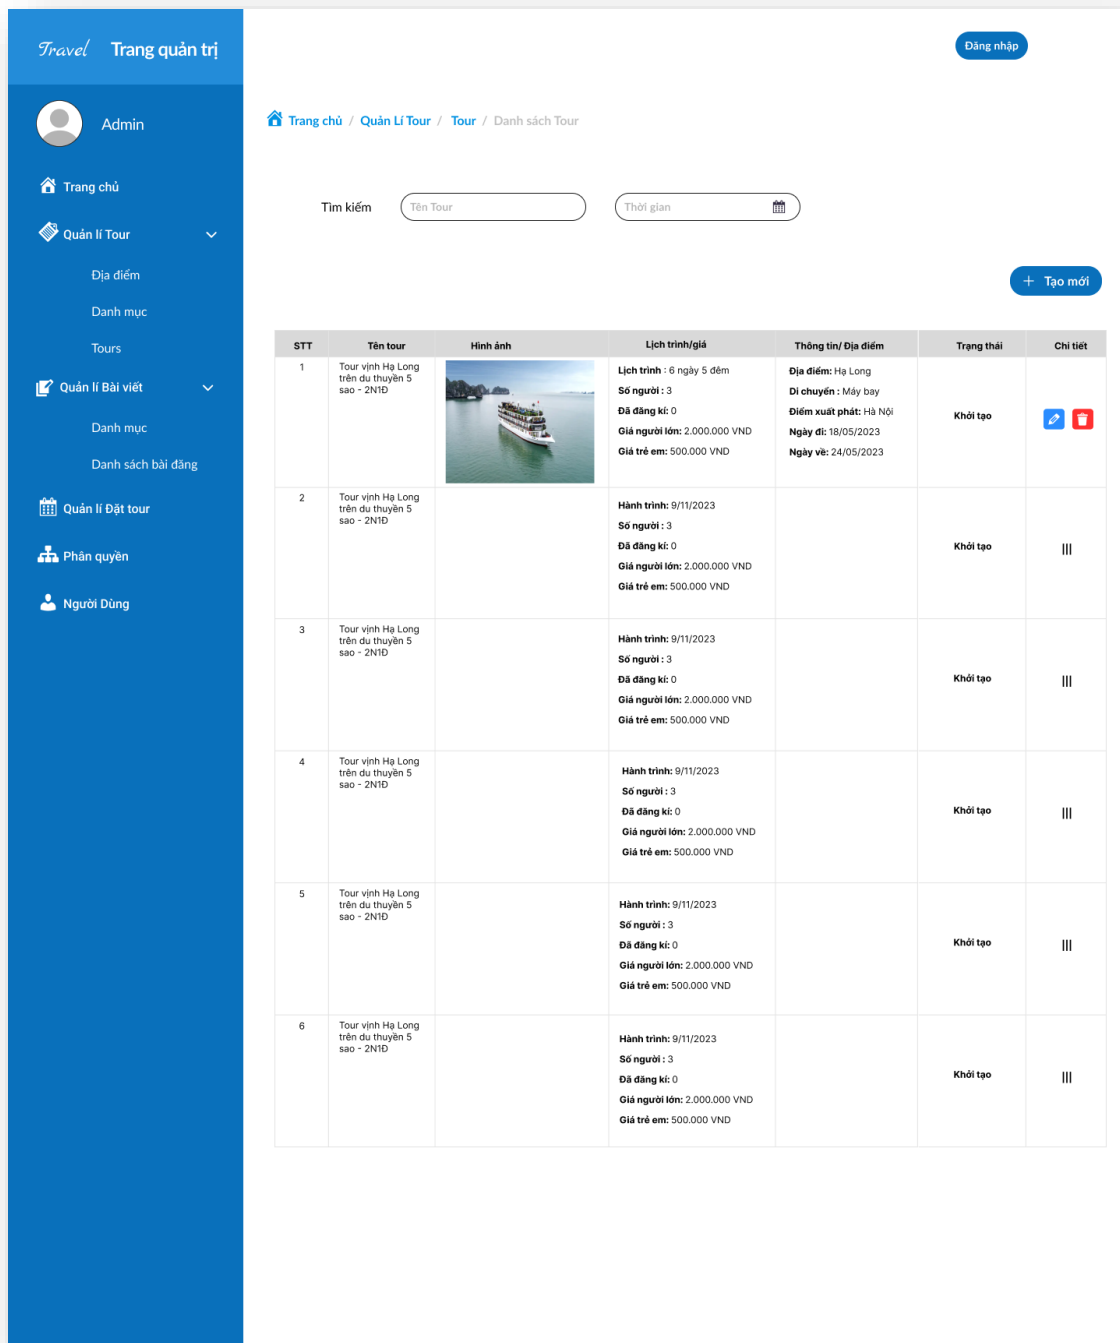 Travel Trang quản trị
Đăng nhập
Admin
Trang chủ / Quản Lí Tour / Tour / Danh sách Tour
Trang chủ
Quản lí Tour
Địa điểm
Danh mục
Tours
Quản lí Bài viết
Danh mục
Danh sách bài đăng
Quản lí Đặt tour
Phân quyền
Người Dùng
Tìm kiếm
Tên Tour
Thời gian
+ Tạo mới
STT Tên tour Hình ảnh Lịch trình/giá Thông tin/ Địa điểm Trạng thái Chi tiết
1
Tour vịnh Hạ Long
trên du thuyền 5
sao - 2N1Đ
Lịch trình : 6 ngày 5 đêm
Số người : 3
Đã đăng kí: 0
Giá người lớn: 2.000.000 VND
Giá trẻ em: 500.000 VND
Địa điểm: Hạ Long
Di chuyển : Máy bay
Điểm xuất phát: Hà Nội
Ngày đi: 18/05/2023
Ngày về: 24/05/2023
Khởi tạo
2
Tour vịnh Hạ Long
trên du thuyền 5
sao - 2N1Đ
Hành trình: 9/11/2023
Số người : 3
Đã đăng kí: 0
Giá người lớn: 2.000.000 VND
Giá trẻ em: 500.000 VND
Khởi tạo
3
Tour vịnh Hạ Long
trên du thuyền 5
sao - 2N1Đ
Hành trình: 9/11/2023
Số người : 3
Đã đăng kí: 0
Giá người lớn: 2.000.000 VND
Giá trẻ em: 500.000 VND
Khởi tạo
4
Tour vịnh Hạ Long
trên du thuyền 5
sao - 2N1Đ
Hành trình: 9/11/2023
Số người : 3
Đã đăng kí: 0
Giá người lớn: 2.000.000 VND
Giá trẻ em: 500.000 VND
Khởi tạo
5
Tour vịnh Hạ Long
trên du thuyền 5
sao - 2N1Đ
Hành trình: 9/11/2023
Số người : 3
Đã đăng kí: 0
Giá người lớn: 2.000.000 VND
Giá trẻ em: 500.000 VND
Khởi tạo
6
Tour vịnh Hạ Long
trên du thuyền 5
sao - 2N1Đ
Hành trình: 9/11/2023
Số người : 3
Đã đăng kí: 0
Giá người lớn: 2.000.000 VND
Giá trẻ em: 500.000 VND
Khởi tạo